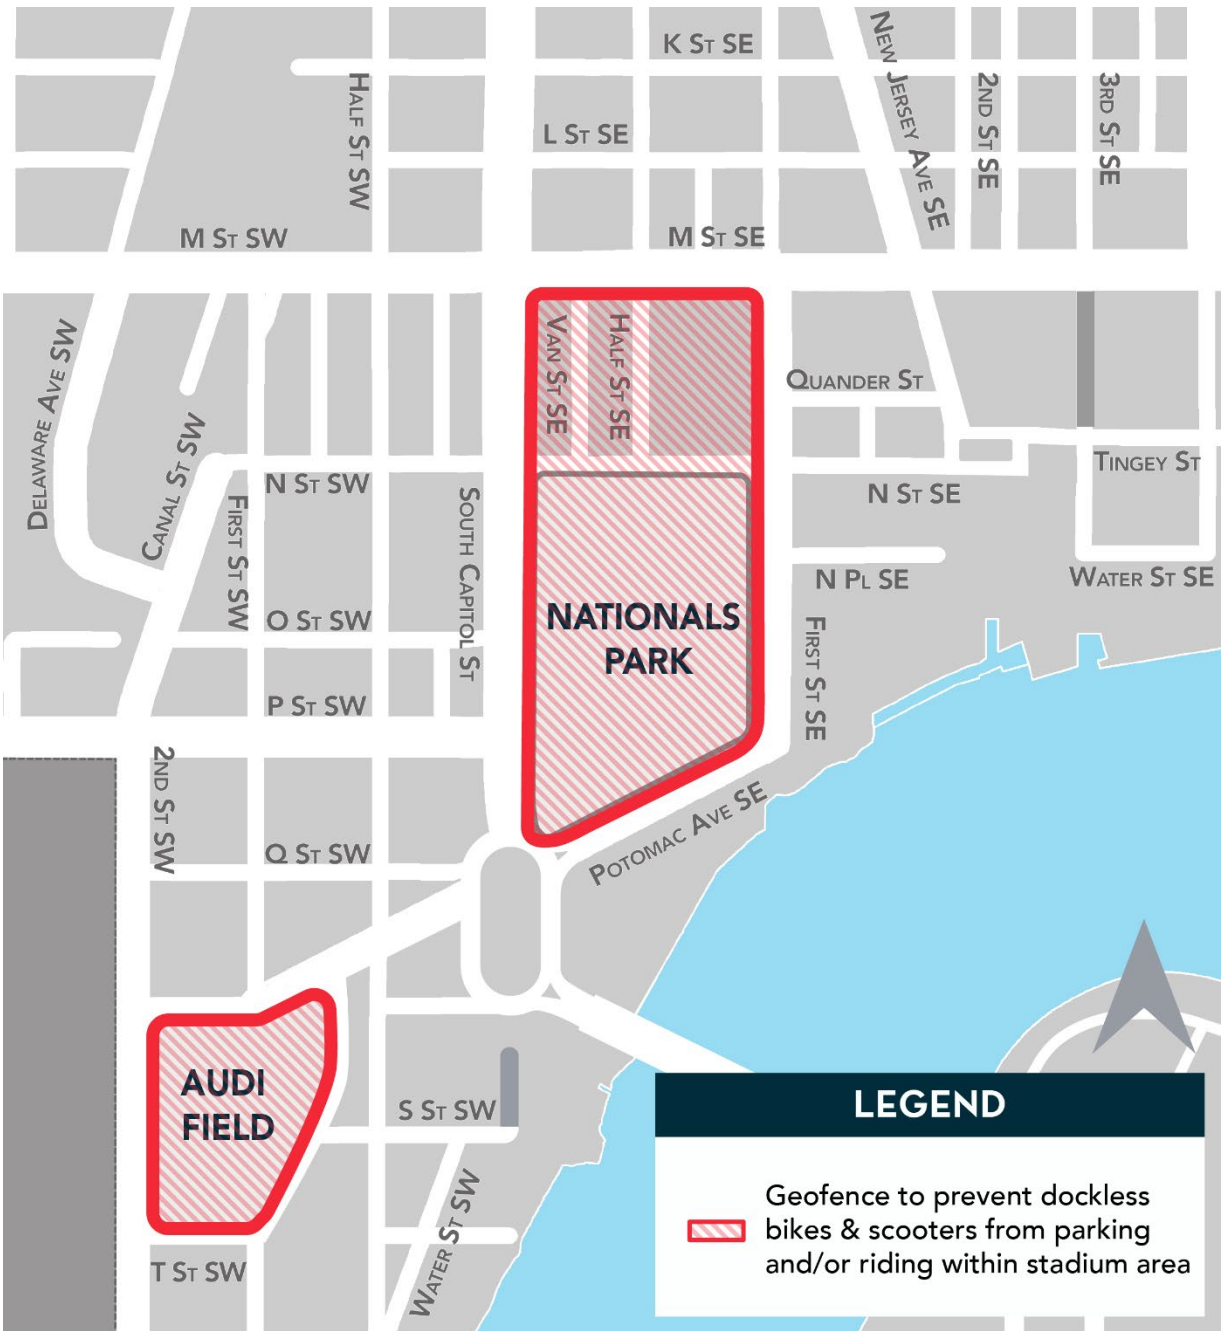 K St SE
New Jersey Ave SE
2nd St SE
3rd St SE
Half St SW
L St SE
M St SW
M St SE
Van St SE
Half St SE
Delaware Ave SW
Quander St
Canal St SW
Tingey St
N St SW
First St SW
South Capitol St
N St SE
N Pl SE
Water St SE
O St SW
NATIONALS
PARK
First St SE
P St SW
2nd St SW
Q St SW
Potomac Ave SE
AUDI
FIELD
S St SW
Water St SW
T St SW
LEGEND
Geofence to prevent dockless
bikes & scooters from parking
and/or riding within stadium area